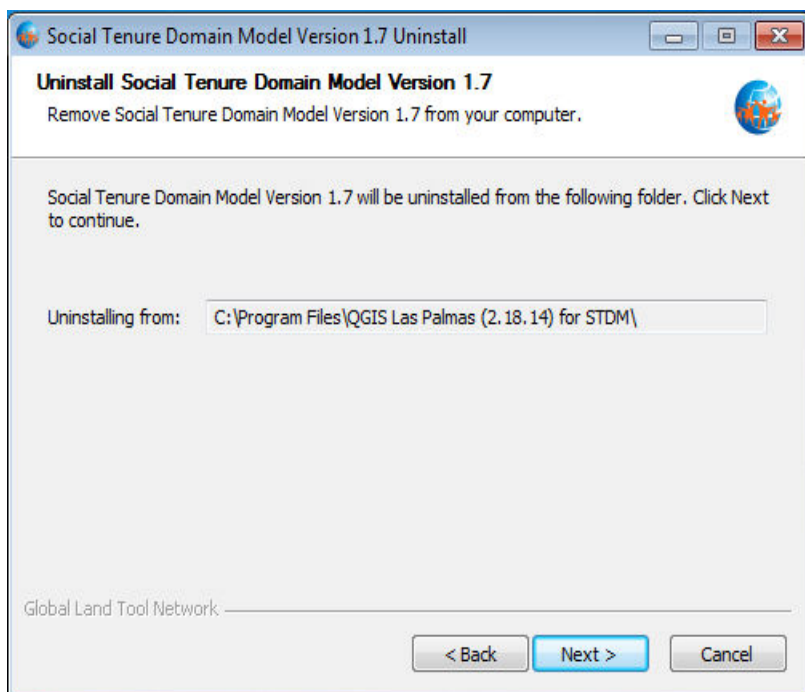 Social Tenure Domain Model Version 1.7 Uninstall
Uninstall Social Tenure Domain Model Version 1.7
Remove Social Tenure Domain Model Version 1.7 from your computer.
Social Tenure Domain Model Version 1.7 will be uninstalled from the following folder. Click Next
to continue.
Uninstalling from: C:\Program Files\QGIS Las Palmas (2.18.14) for STDM\
Global Land Tool Network
< Back Next > Cancel